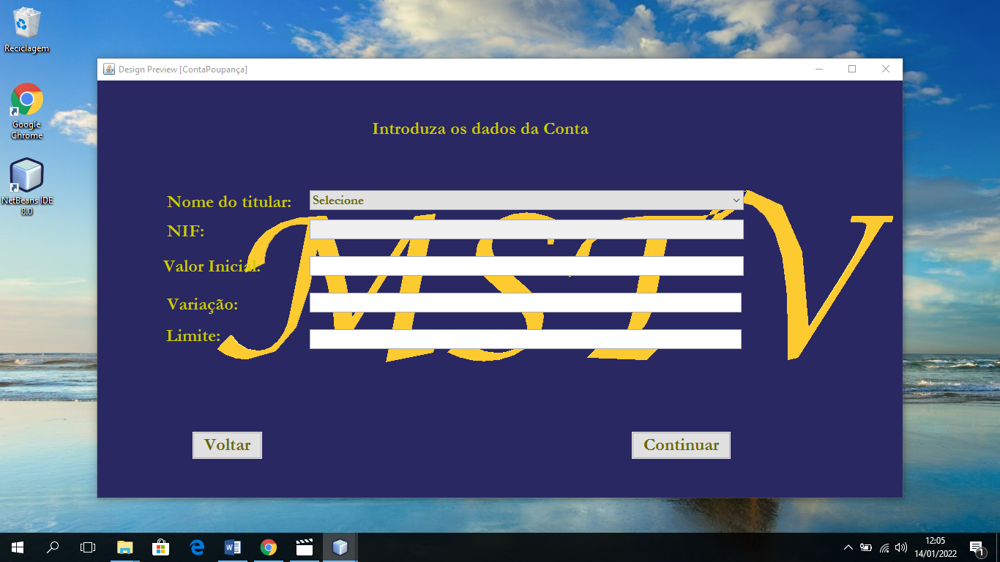 Reciclagem
Google
Chrome
NetBeans IDE
8.0
Design Preview [ContaPoupança]
Introduza os dados da Conta
Nome do titular:
Selecione
NIF:
Valor Inicial:
Variação:
Limite:
Voltar
Continuar
12:05
14/01/2022
1